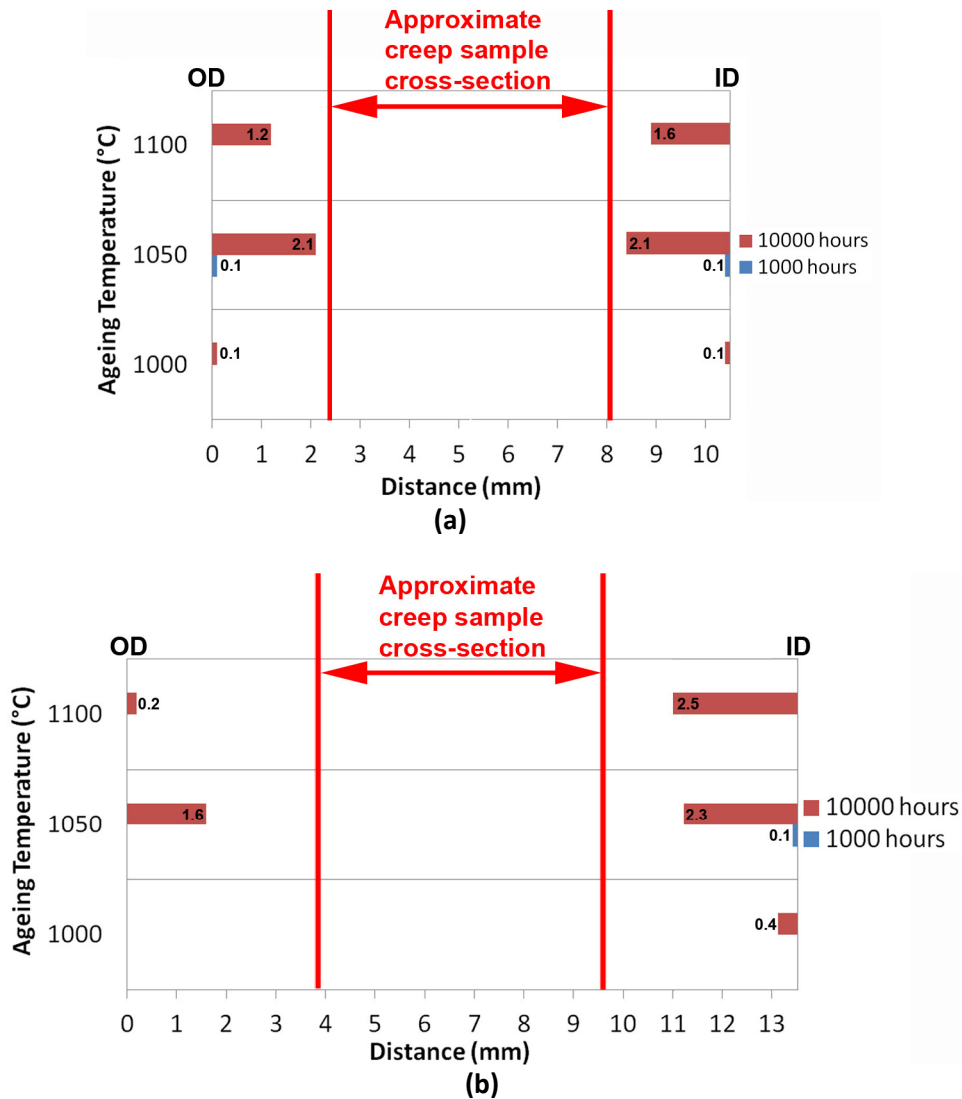 Approximate
creep sample
cross-section
OD
ID
Ageing Temperature (°C)
1100
1.2
1.6
1050
2.1
2.1
0.1
0.1
1000
0.1
0.1
10000 hours
1000 hours
0 1 2 3 4 5 6 7 8 9 10
Distance (mm)
(a)
Approximate
creep sample
cross-section
OD
ID
Ageing Temperature (°C)
1100
0.2
2.5
1050
1.6
2.3
0.1
1000
0.4
10000 hours
1000 hours
0 1 2 3 4 5 6 7 8 9 10 11 12 13
Distance (mm)
(b)